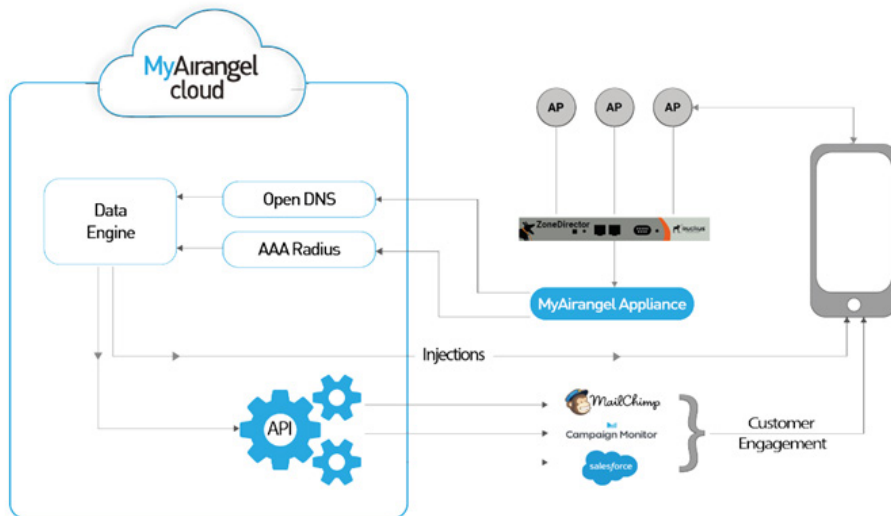 MyAirangel
cloud
AP
AP
AP
Open DNS
Data
Engine
AAA Radius
ZoneDirector
MyAirangel Appliance
Injections
API
MailChimp
Campaign Monitor
salesforce
Customer
Engagement